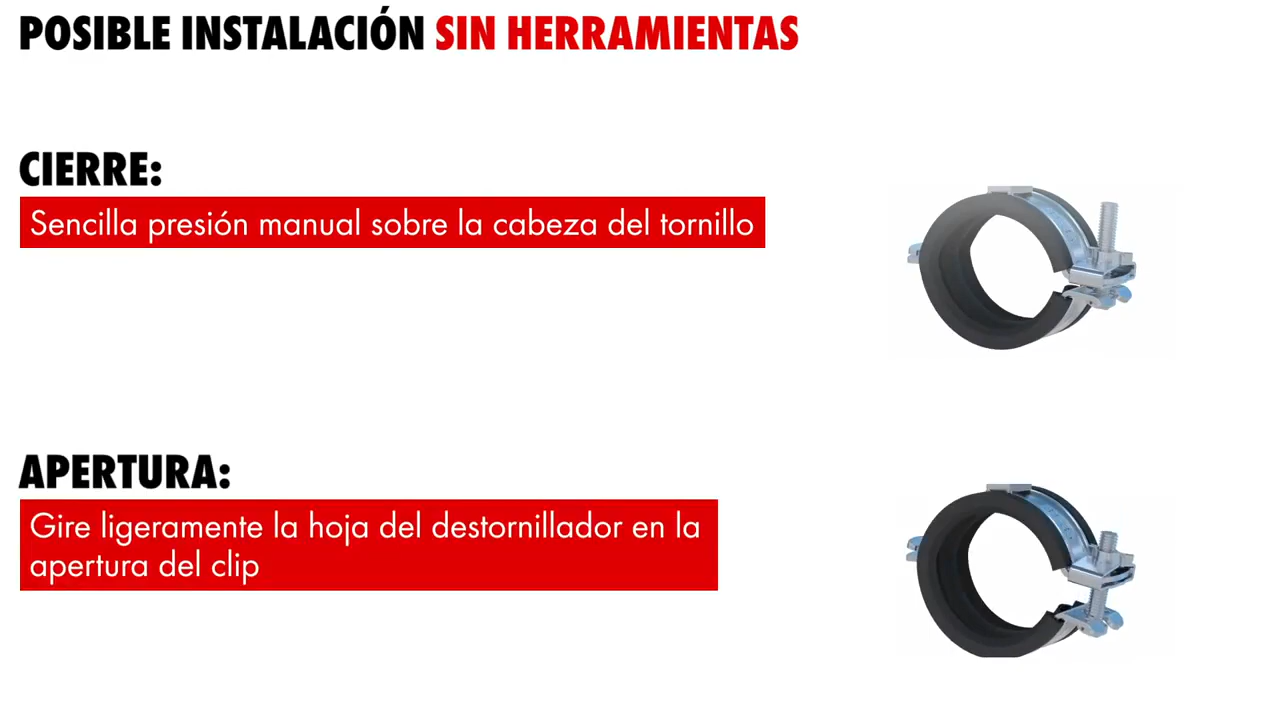 POSIBLE INSTALACIÓN SIN HERRAMIENTAS
CIERRE:
Sencilla presión manual sobre la cabeza del tornillo
APERTURA:
Gire ligeramente la hoja del destornillador en la
apertura del clip